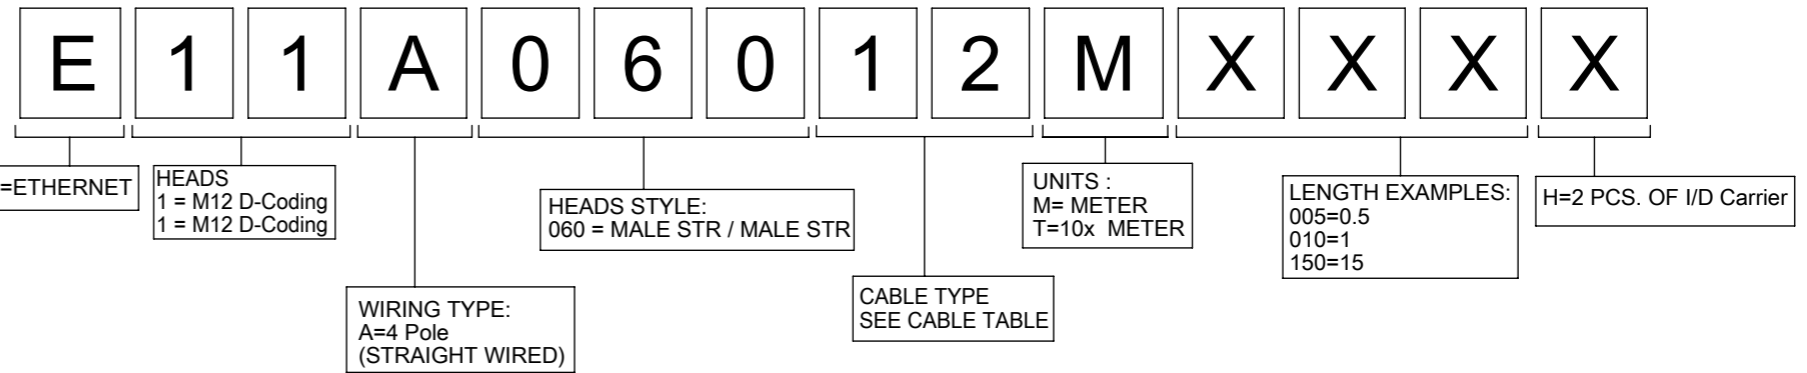 E 1 1 A 0 6 0 1 2 M X X X X
=ETHERNET
HEADS
1 = M12 D-Coding
1 = M12 D-Coding
WIRING TYPE:
A=4 Pole
(STRAIGHT WIRED)
HEADS STYLE:
060 = MALE STR / MALE STR
CABLE TYPE
SEE CABLE TABLE
UNITS :
M= METER
T=10x METER
LENGTH EXAMPLES:
005=0.5
010=1
150=15
H=2 PCS. OF I/D Carrier